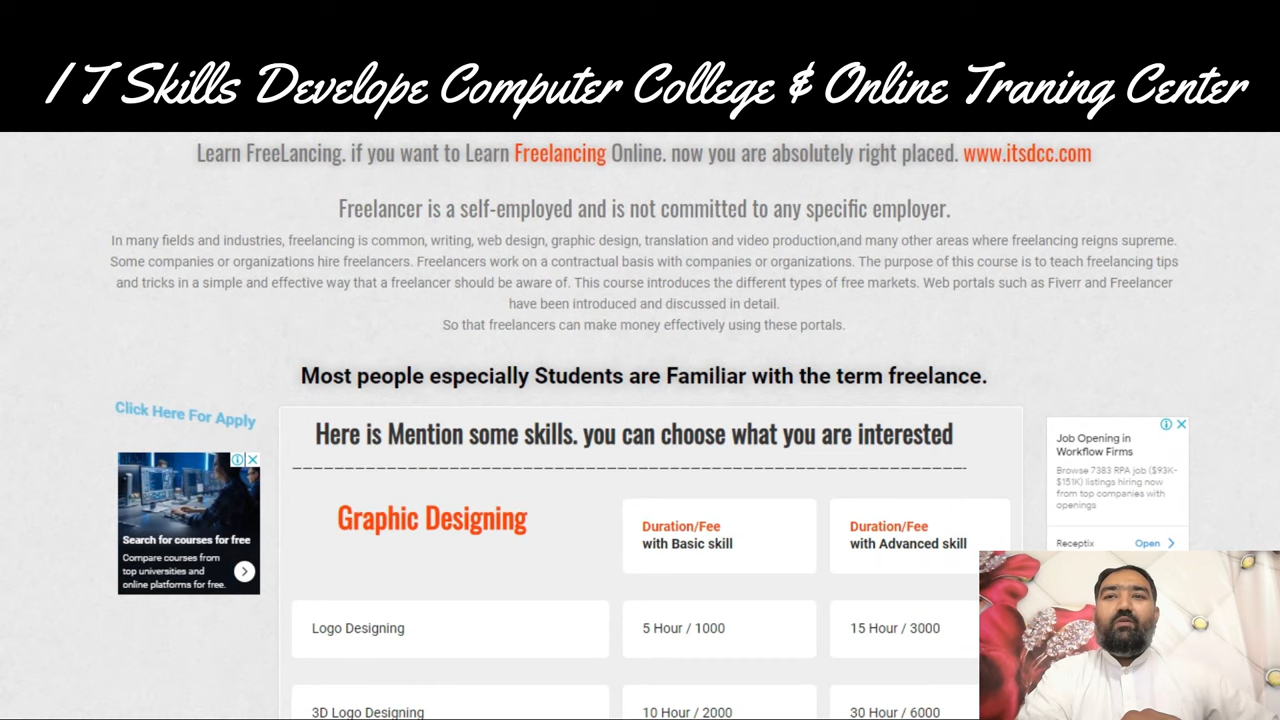 I T Skills Develope Computer College & Online Traning Center
Learn FreeLancing. if you want to Learn Freelancing Online. now you are absolutely right placed. www.itsdcc.com
Freelancer is a self-employed and is not committed to any specific employer.
In many fields and industries, freelancing is common, writing, web design, graphic design, translation and video production,and many other areas where freelancing reigns supreme.
Some companies or organizations hire freelancers. Freelancers work on a contractual basis with companies or organizations. The purpose of this course is to teach freelancing tips
and tricks in a simple and effective way that a freelancer should be aware of. This course introduces the different types of free markets. Web portals such as Fiverr and Freelancer
have been introduced and discussed in detail.
So that freelancers can make money effectively using these portals.
Most people especially Students are Familiar with the term freelance.
Click Here For Apply
Search for courses for free
Compare courses from
top universities and
online platforms for free.
Here is Mention some skills. you can choose what you are interested
Graphic Designing
Duration/Fee
with Basic skill
Duration/Fee
with Advanced skill
Logo Designing
5 Hour / 1000
15 Hour / 3000
3D Logo Designing
10 Hour / 2000
30 Hour / 6000
Job Opening in
Workflow Firms
Browse 7383 RPA job ($93K-
$151K) listings hiring now
from top companies with
openings
Receptix
Open